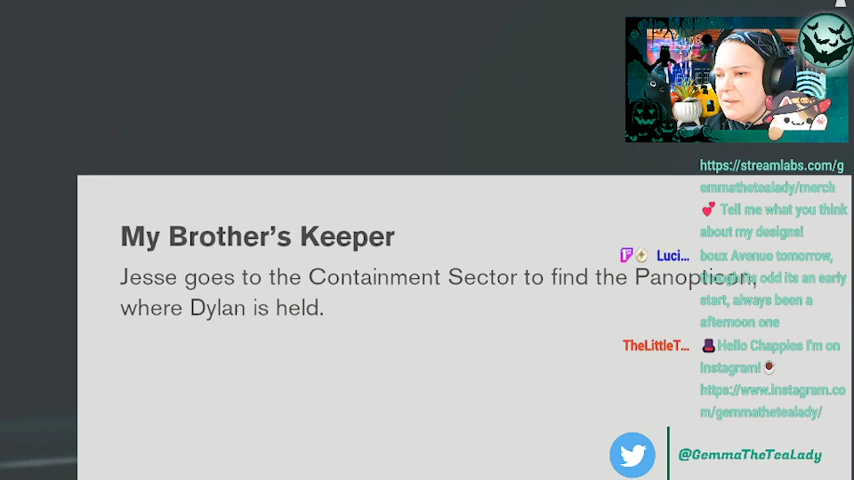 https://streamlabs.com/g
emmathetealady/merch
💕 Tell me what you think
about my designs!
My Brother's Keeper
Jesse goes to the Containment Sector to find the Panopticon,
where Dylan is held.
Luci... boux Avenue tomorrow,
odd its an early
start, always been a
afternoon one
TheLittleT... 🎩Hello Chappies I'm on
Instagram!☕
https://www.instagram.co
m/gemmathetealady/
@GemmaTheTeaLady